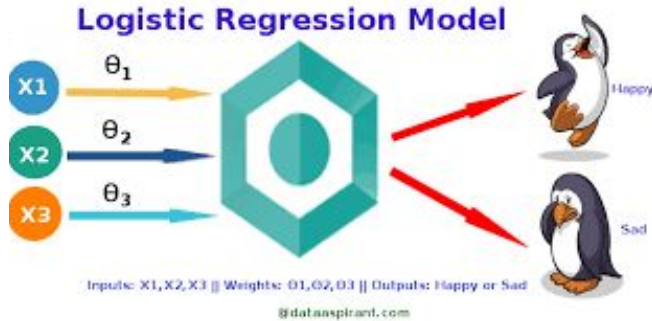 Logistic Regression Model
X1
θ1
X2
θ2
X3
θ3
Happy
Sad
Inputs: X1,X2,X3 || Weights: Θ1,Θ2,Θ3 || Outputs: Happy or Sad
@dataaspirant.com